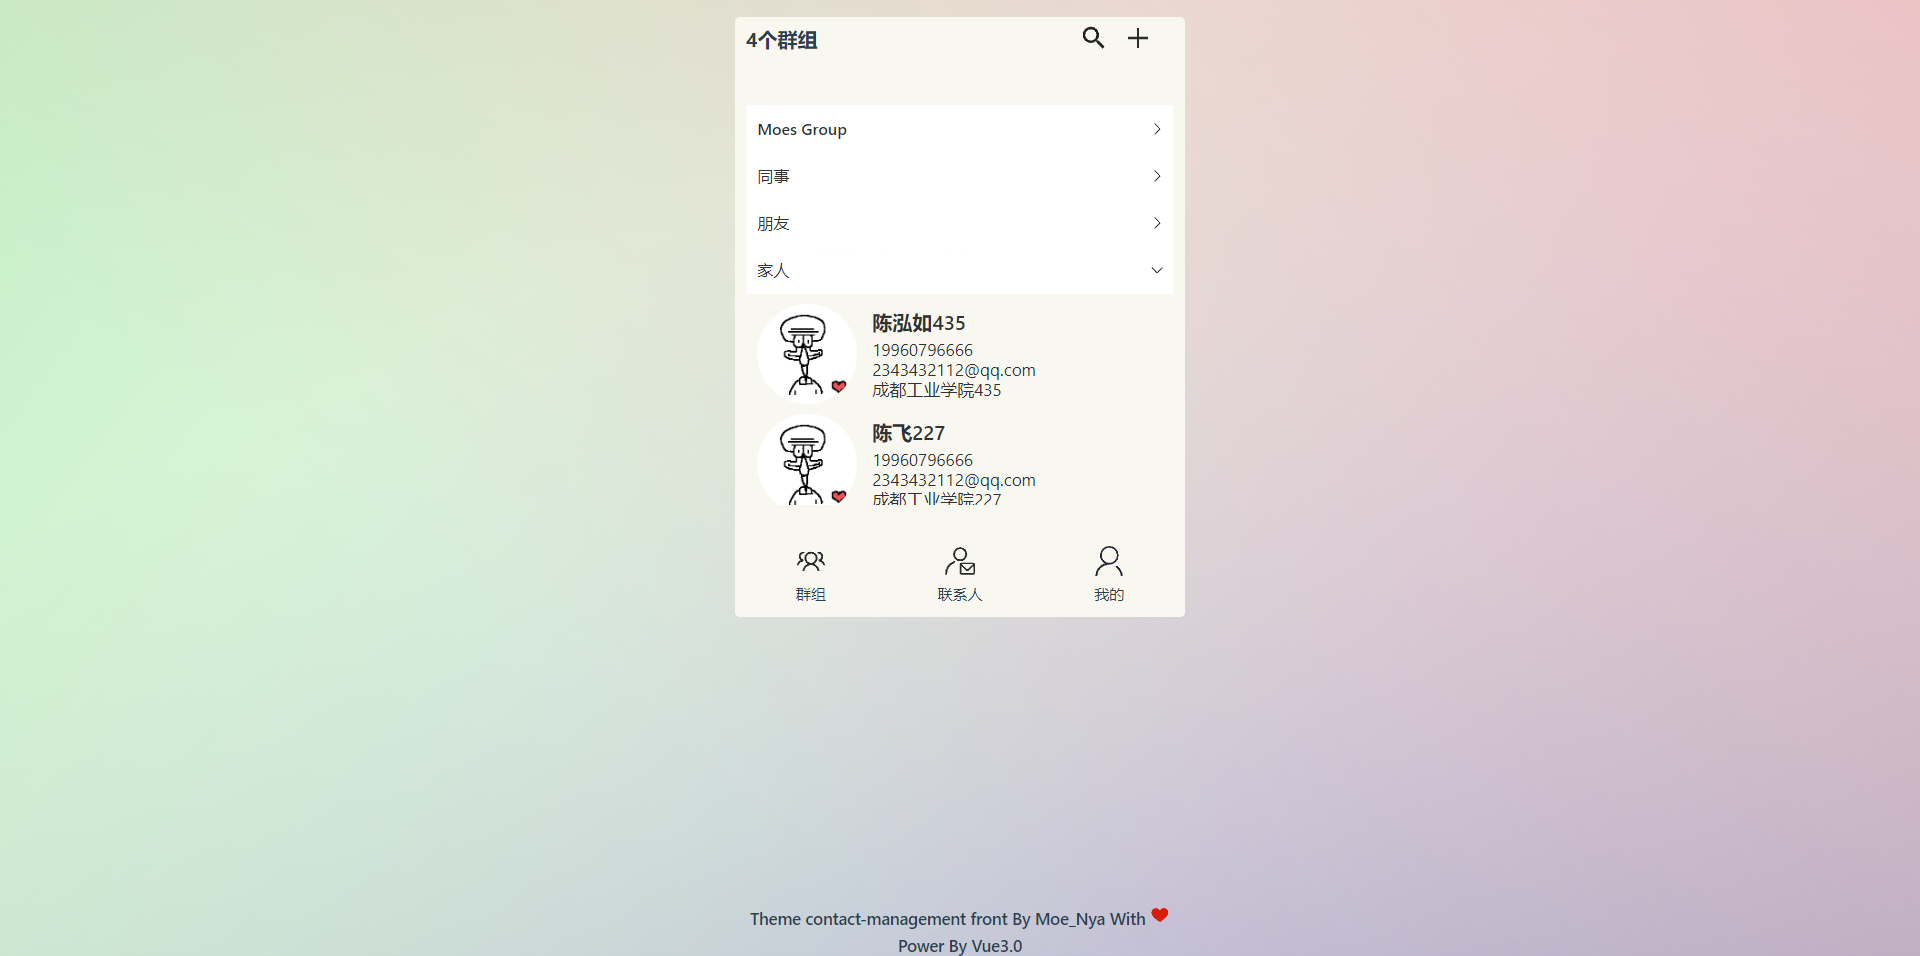 4个群组
Moes Group
同事
朋友
家人
陈泓如435
19960796666
2343432112@qq.com
成都工业学院435
陈飞227
19960796666
2343432112@qq.com
成都工业学院227
群组 联系人 我的
Theme contact-management front By Moe_Nya With
Power By Vue3.0